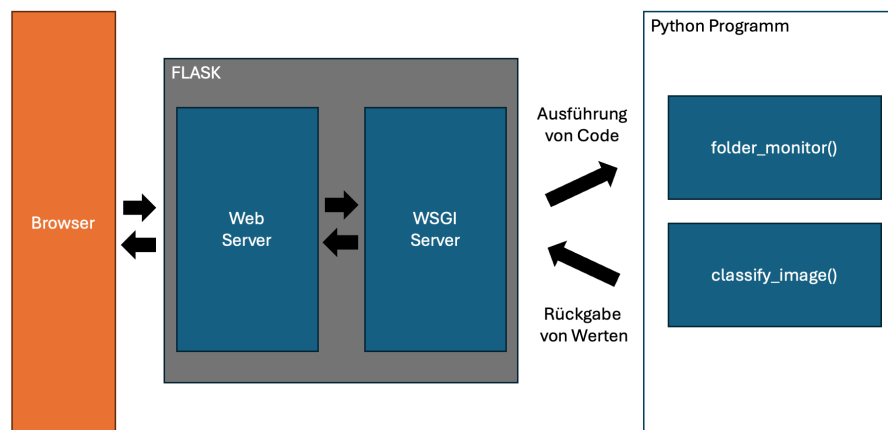 Python Programm
FLASK
Ausführung
von Code
folder_monitor()
Browser
Web
Server
WSGI
Server
classify_image()
Rückgabe
von Werten